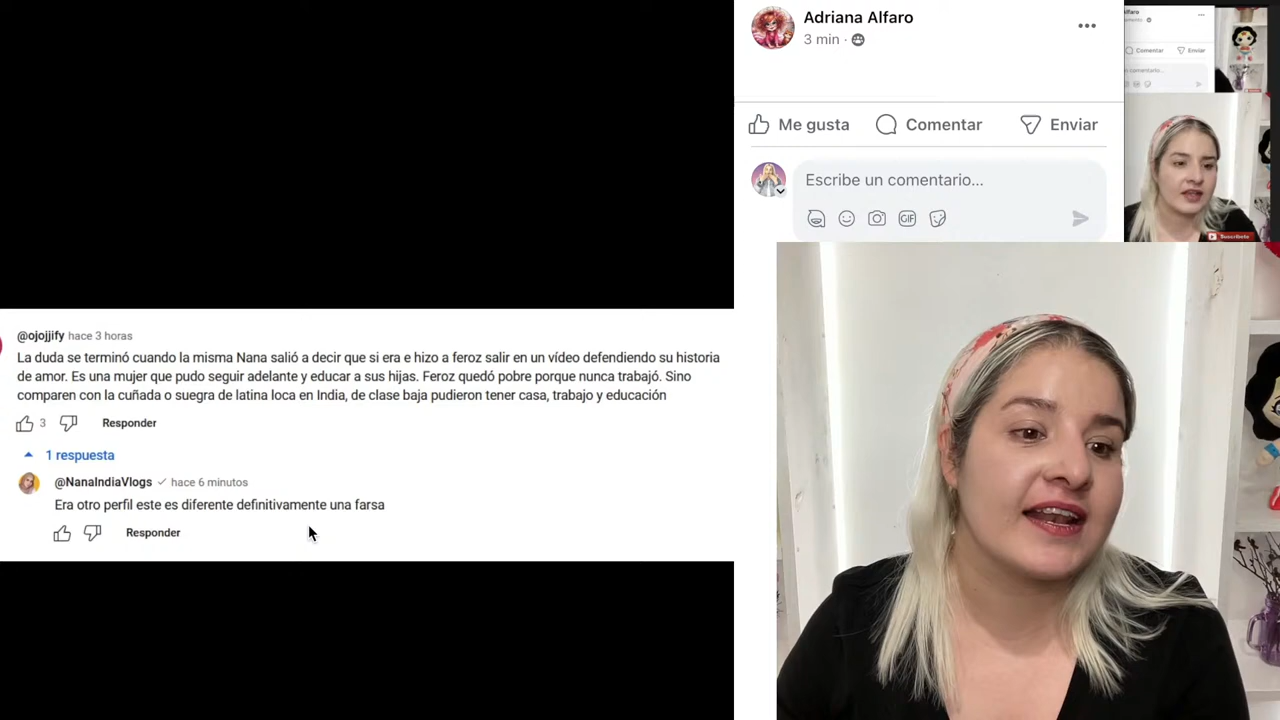 Adriana Alfaro
3 min ·
Me gusta
Comentar
Enviar
Escribe un comentario...
GIF
Comentar
Enviar
@ojojjify hace 3 horas
La duda se terminó cuando la misma Nana salió a decir que si era e hizo a feroz salir en un vídeo defendiendo su historia
de amor. Es una mujer que pudo seguir adelante y educar a sus hijas. Feroz quedó pobre porque nunca trabajó. Sino
comparen con la cuñada o suegra de latina loca en India, de clase baja pudieron tener casa, trabajo y educación
3
Responder
1 respuesta
@NanaIndiaVlogs hace 6 minutos
Era otro perfil este es diferente definitivamente una farsa
Responder